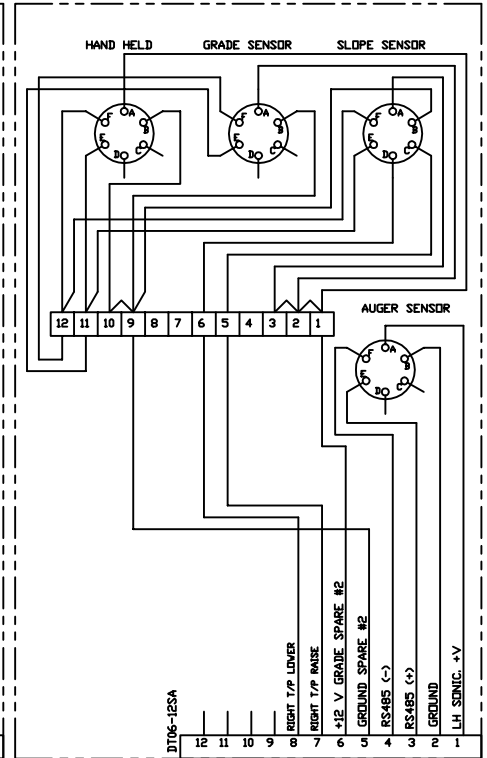 HAND HELD GRADE SENSOR SLOPE SENSOR
A B C D E F
A B C D E F
A B C D E F
12 11 10 9 8 7 6 5 4 3 2 1
AUGER SENSOR
A B C D E F
DT06-12SA
RIGHT T/P LOWER
RIGHT T/P RAISE
+12 V GRADE SPARE #2
GROUND SPARE #2
RS485 (-)
RS485 (+)
GROUND
LH SONIC. +V
12 11 10 9 8 7 6 5 4 3 2 1